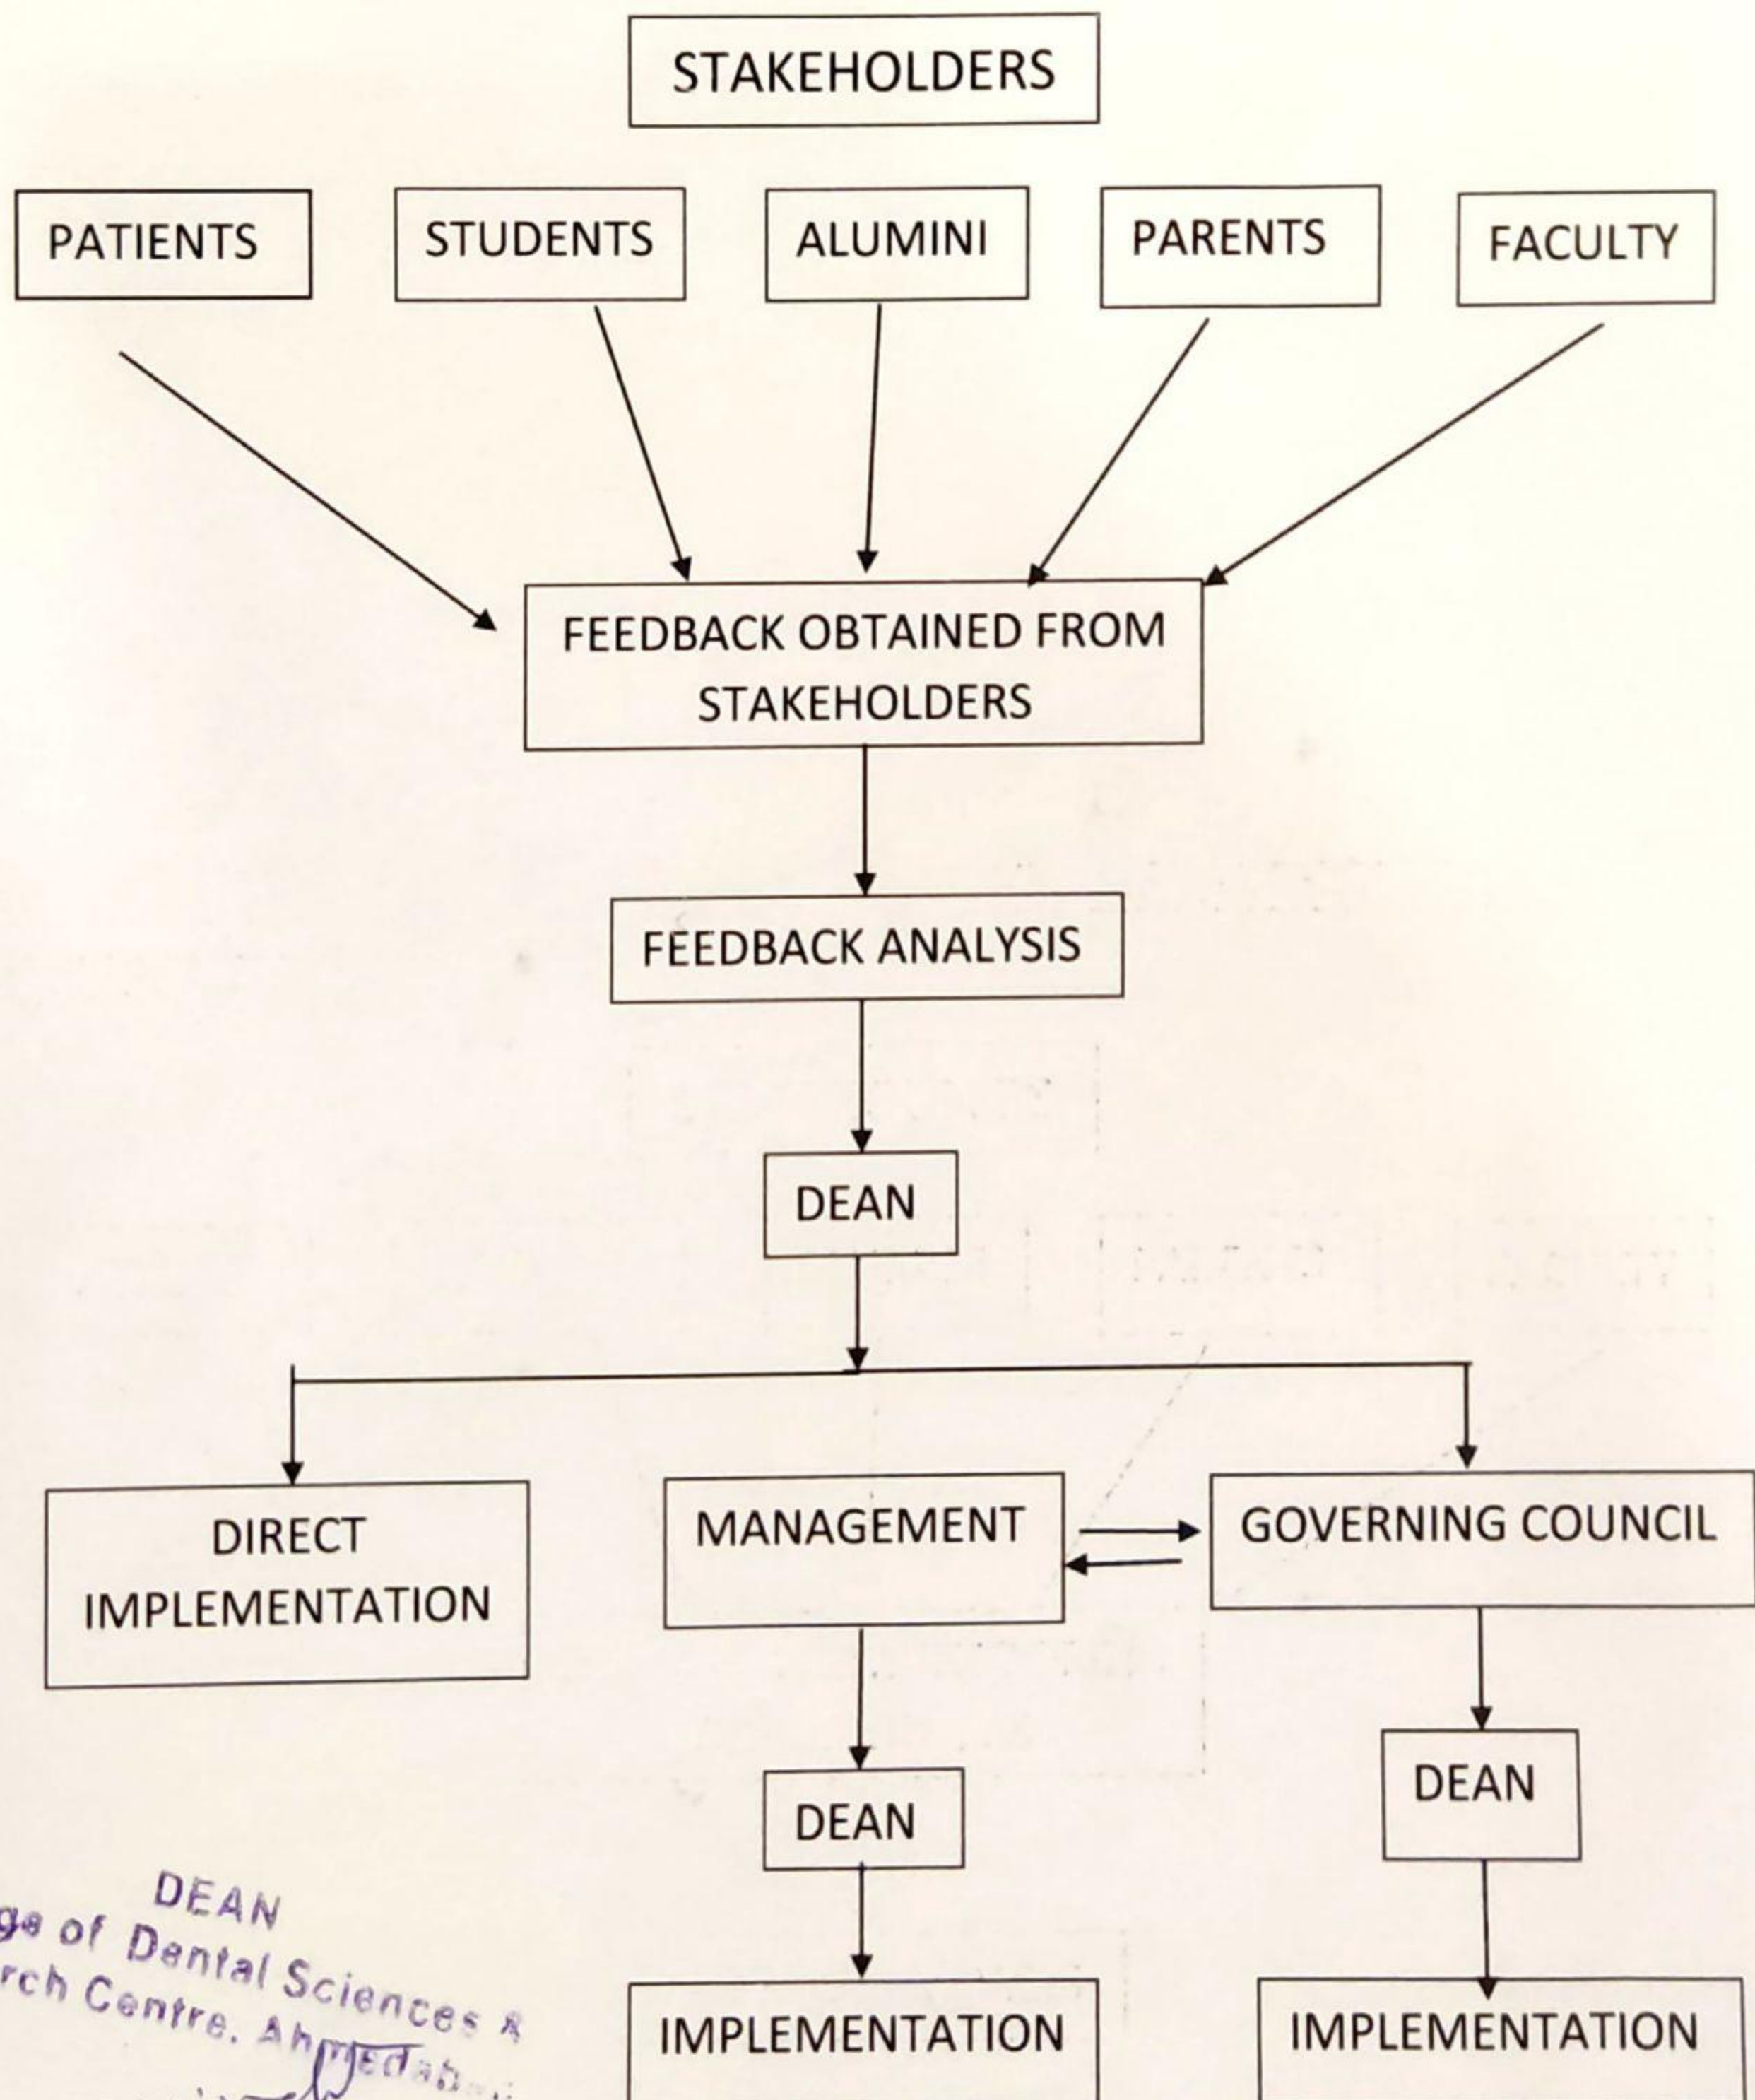 STAKEHOLDERS
PATIENTS
STUDENTS
ALUMINI
PARENTS
FACULTY
FEEDBACK OBTAINED FROM
STAKEHOLDERS
FEEDBACK ANALYSIS
DEAN
DIRECT
IMPLEMENTATION
MANAGEMENT
GOVERNING COUNCIL
DEAN
DEAN
IMPLEMENTATION
IMPLEMENTATION
DEAN
of Dental Sciences &
Centre,